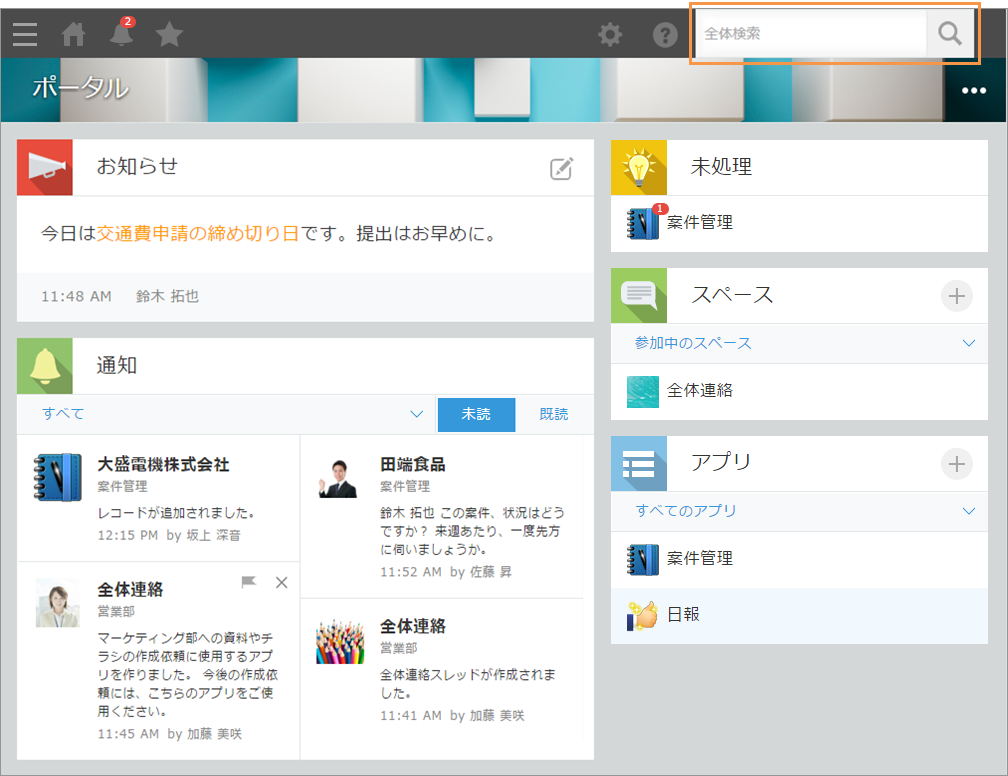 2
全体検索
ポータル
お知らせ
今日は交通費申請の締め切り日です。提出はお早めに。
11:48 AM 鈴木 拓也
通知
すべて
未読
既読
大盛電機株式会社
案件管理
レコードが追加されました。
12:15 PM by 坂上 深音
全体連絡
営業部
マーケティング部への資料やチ
ラシの作成依頼に使用するアプ
リを作りました。 今後の作成依
頼には、こちらのアプリをご使
用ください。
11:45 AM by 加藤 美咲
田端食品
案件管理
鈴木 拓也 この案件、状況はどう
ですか？ 来週あたり、一度先方
に伺いましょうか。
11:52 AM by 佐藤 昇
全体連絡
営業部
全体連絡スレッドが作成されま
した。
11:41 AM by 加藤 美咲
未処理
1
案件管理
スペース
参加中のスペース
全体連絡
アプリ
すべてのアプリ
案件管理
日報